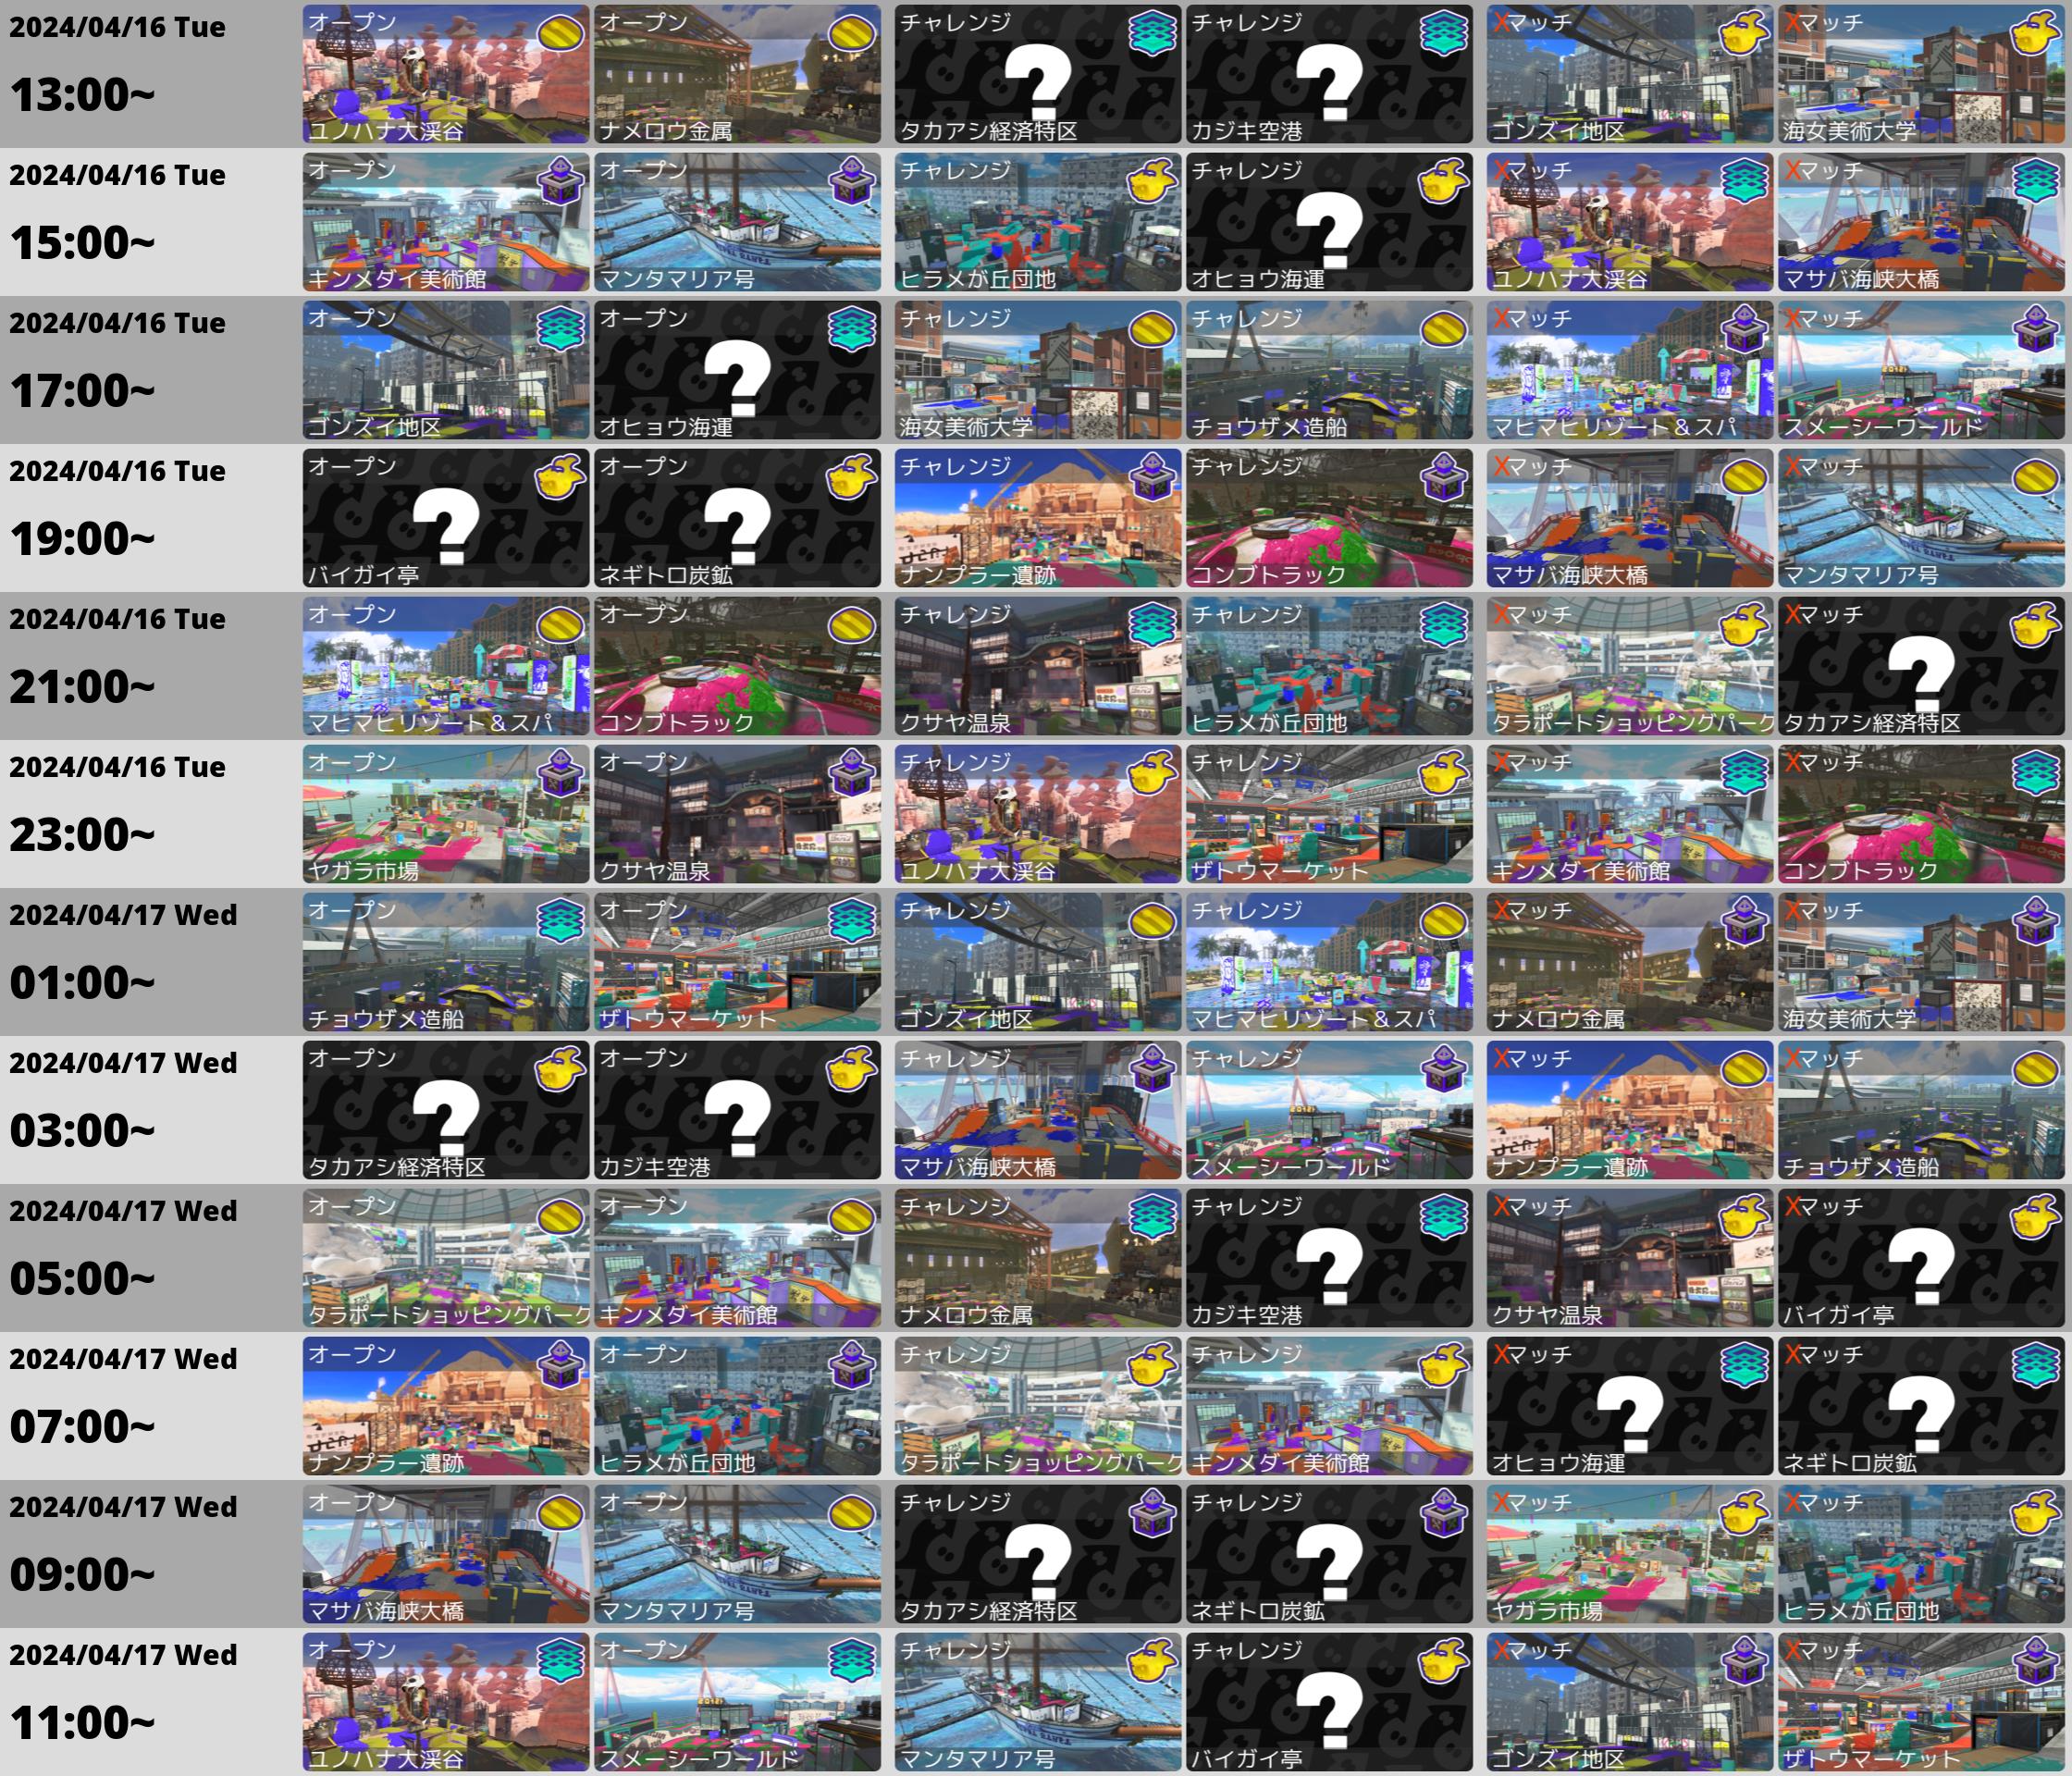 2024/04/16 Tue
13:00~
オープン オープン チャレンジ チャレンジ Xマッチ Xマッチ
ユノハナ大渓谷 ナメロウ金属 タカアシ経済特区 カジキ空港 ゴンズイ地区 海女美術大学
2024/04/16 Tue
15:00~
オープン オープン チャレンジ チャレンジ Xマッチ Xマッチ
キンメダイ美術館 マンタマリア号 ヒラメが丘団地 オヒョウ海運 ユノハナ大渓谷 マサバ海峡大橋
2024/04/16 Tue
17:00~
オープン オープン チャレンジ チャレンジ Xマッチ Xマッチ
ゴンズイ地区 オヒョウ海運 海女美術大学 チョウザメ造船 マヒマヒリゾート＆スパ スメーシーワールド
2024/04/16 Tue
19:00~
オープン オープン チャレンジ チャレンジ Xマッチ Xマッチ
バイガイ亭 ネギトロ炭鉱 ナンプラー遺跡 コンブトラック マサバ海峡大橋 マンタマリア号
2024/04/16 Tue
21:00~
オープン オープン チャレンジ チャレンジ Xマッチ Xマッチ
マヒマヒリゾート＆スパ コンブトラック クサヤ温泉 ヒラメが丘団地 タラポートショッピングパーク タカアシ経済特区
2024/04/16 Tue
23:00~
オープン オープン チャレンジ チャレンジ Xマッチ Xマッチ
ヤガラ市場 クサヤ温泉 ユノハナ大渓谷 ザトウマーケット キンメダイ美術館 コンブトラック
2024/04/17 Wed
01:00~
オープン オープン チャレンジ チャレンジ Xマッチ Xマッチ
チョウザメ造船 ザトウマーケット ゴンズイ地区 マヒマヒリゾート＆スパ ナメロウ金属 海女美術大学
2024/04/17 Wed
03:00~
オープン オープン チャレンジ チャレンジ Xマッチ Xマッチ
タカアシ経済特区 カジキ空港 マサバ海峡大橋 スメーシーワールド ナンプラー遺跡 チョウザメ造船
2024/04/17 Wed
05:00~
オープン オープン チャレンジ チャレンジ Xマッチ Xマッチ
タラポートショッピングパーク キンメダイ美術館 ナメロウ金属 カジキ空港 クサヤ温泉 バイガイ亭
2024/04/17 Wed
07:00~
オープン オープン チャレンジ チャレンジ Xマッチ Xマッチ
ナンプラー遺跡 ヒラメが丘団地 タラポートショッピングパーク キンメダイ美術館 オヒョウ海運 ネギトロ炭鉱
2024/04/17 Wed
09:00~
オープン オープン チャレンジ チャレンジ Xマッチ Xマッチ
マサバ海峡大橋 マンタマリア号 タカアシ経済特区 ネギトロ炭鉱 ヤガラ市場 ヒラメが丘団地
2024/04/17 Wed
11:00~
オープン オープン チャレンジ チャレンジ Xマッチ Xマッチ
ユノハナ大渓谷 スメーシーワールド マンタマリア号 バイガイ亭 ゴンズイ地区 ザトウマーケット